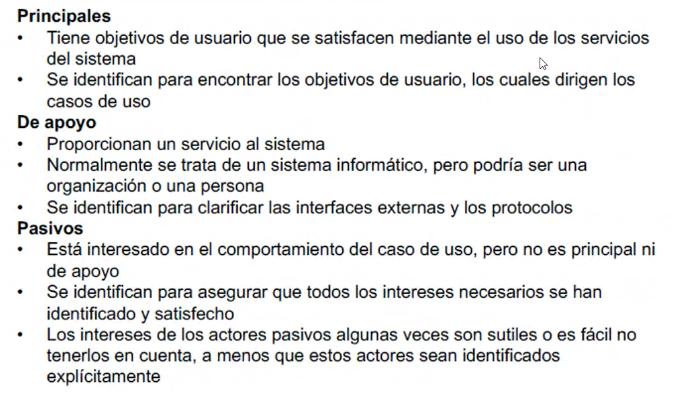 Principales
• Tiene objetivos de usuario que se satisfacen mediante el uso de los servicios
del sistema
• Se identifican para encontrar los objetivos de usuario, los cuales dirigen los
casos de uso
De apoyo
• Proporcionan un servicio al sistema
• Normalmente se trata de un sistema informático, pero podría ser una
organización o una persona
• Se identifican para clarificar las interfaces externas y los protocolos
Pasivos
• Está interesado en el comportamiento del caso de uso, pero no es principal ni
de apoyo
• Se identifican para asegurar que todos los intereses necesarios se han
identificado y satisfecho
• Los intereses de los actores pasivos algunas veces son sutiles o es fácil no
tenerlos en cuenta, a menos que estos actores sean identificados
explícitamente